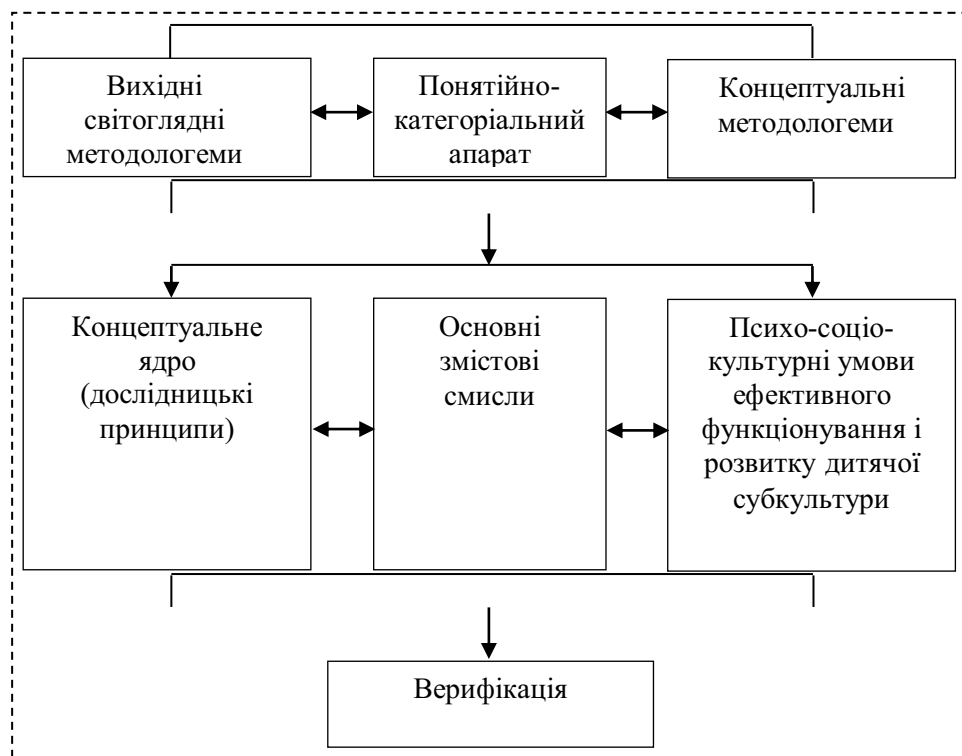 Вихідні
світоглядні
методологеми
Понятійно-
категоріальний
апарат
Концептуальні
методологеми
Концептуальне
ядро
(дослідницькі
принципи)
Основні
змістові
смисли
Психо-соціо-
культурні умови
ефективного
функціонування і
розвитку дитячої
субкультури
Верифікація